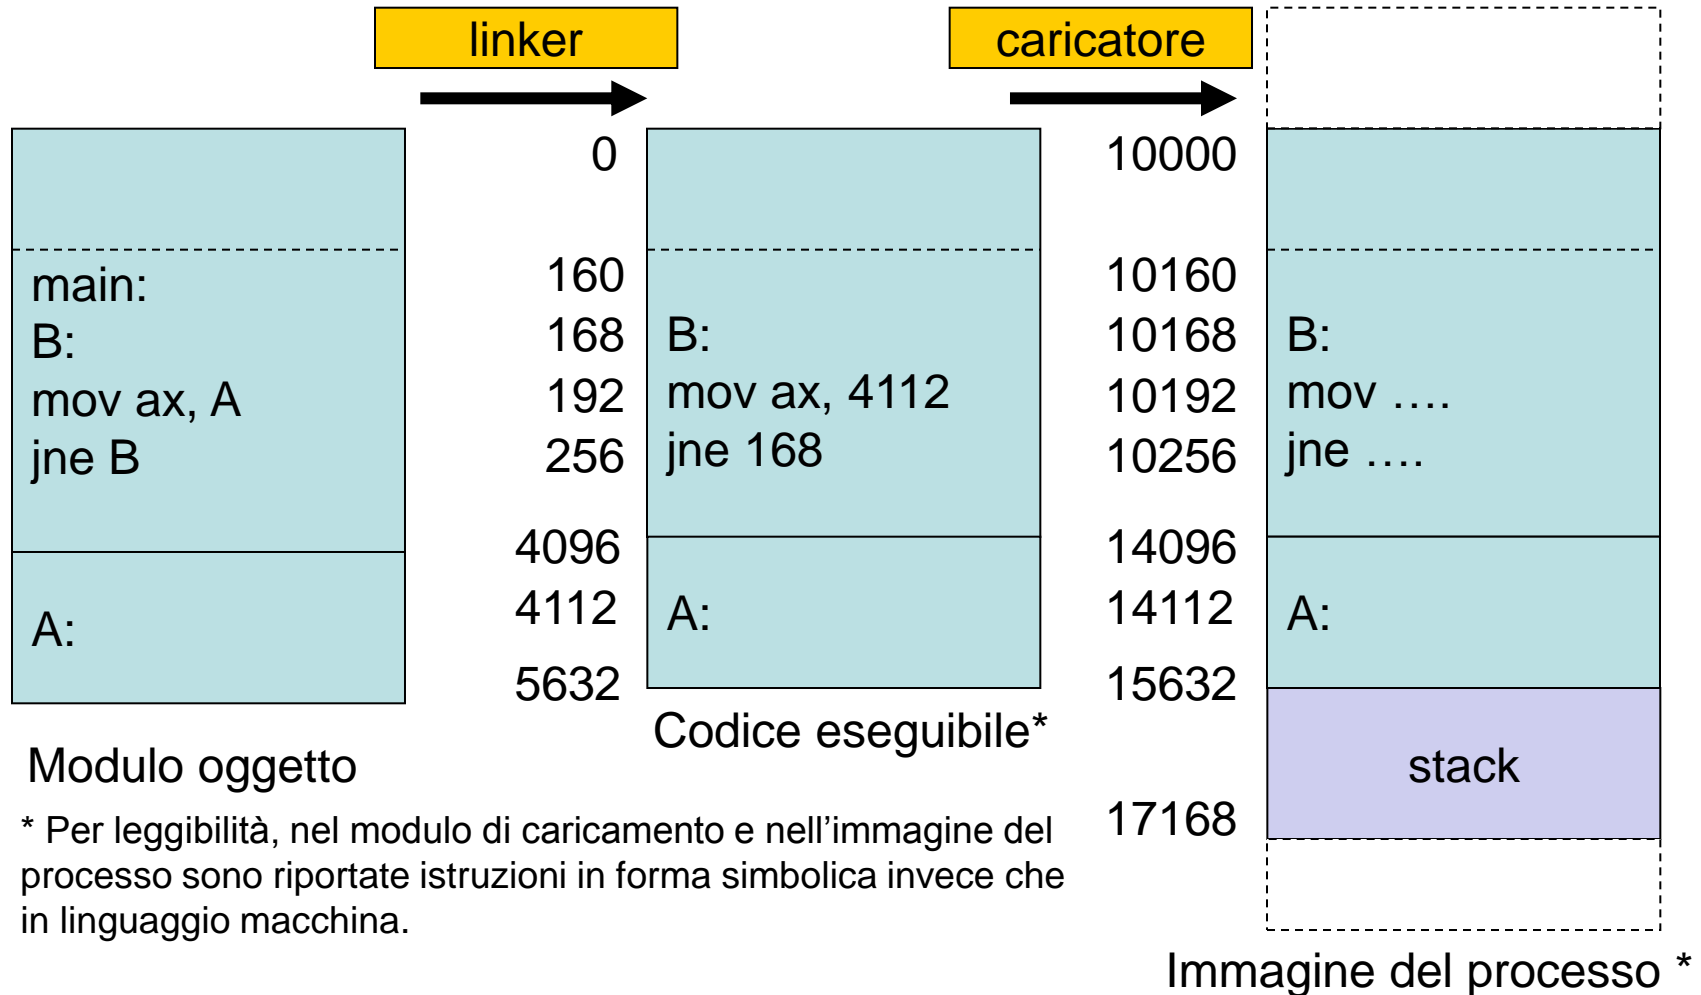 linker
caricatore
main:
B:
mov ax, A
jne B
A:
Modulo oggetto
0
160
168
192
256
4096
4112
5632
B:
mov ax, 4112
jne 168
A:
Codice eseguibile*
10000
10160
10168
10192
10256
14096
14112
15632
17168
B:
mov ….
jne ….
A:
stack
Immagine del processo *
* Per leggibilità, nel modulo di caricamento e nell’immagine del
processo sono riportate istruzioni in forma simbolica invece che
in linguaggio macchina.